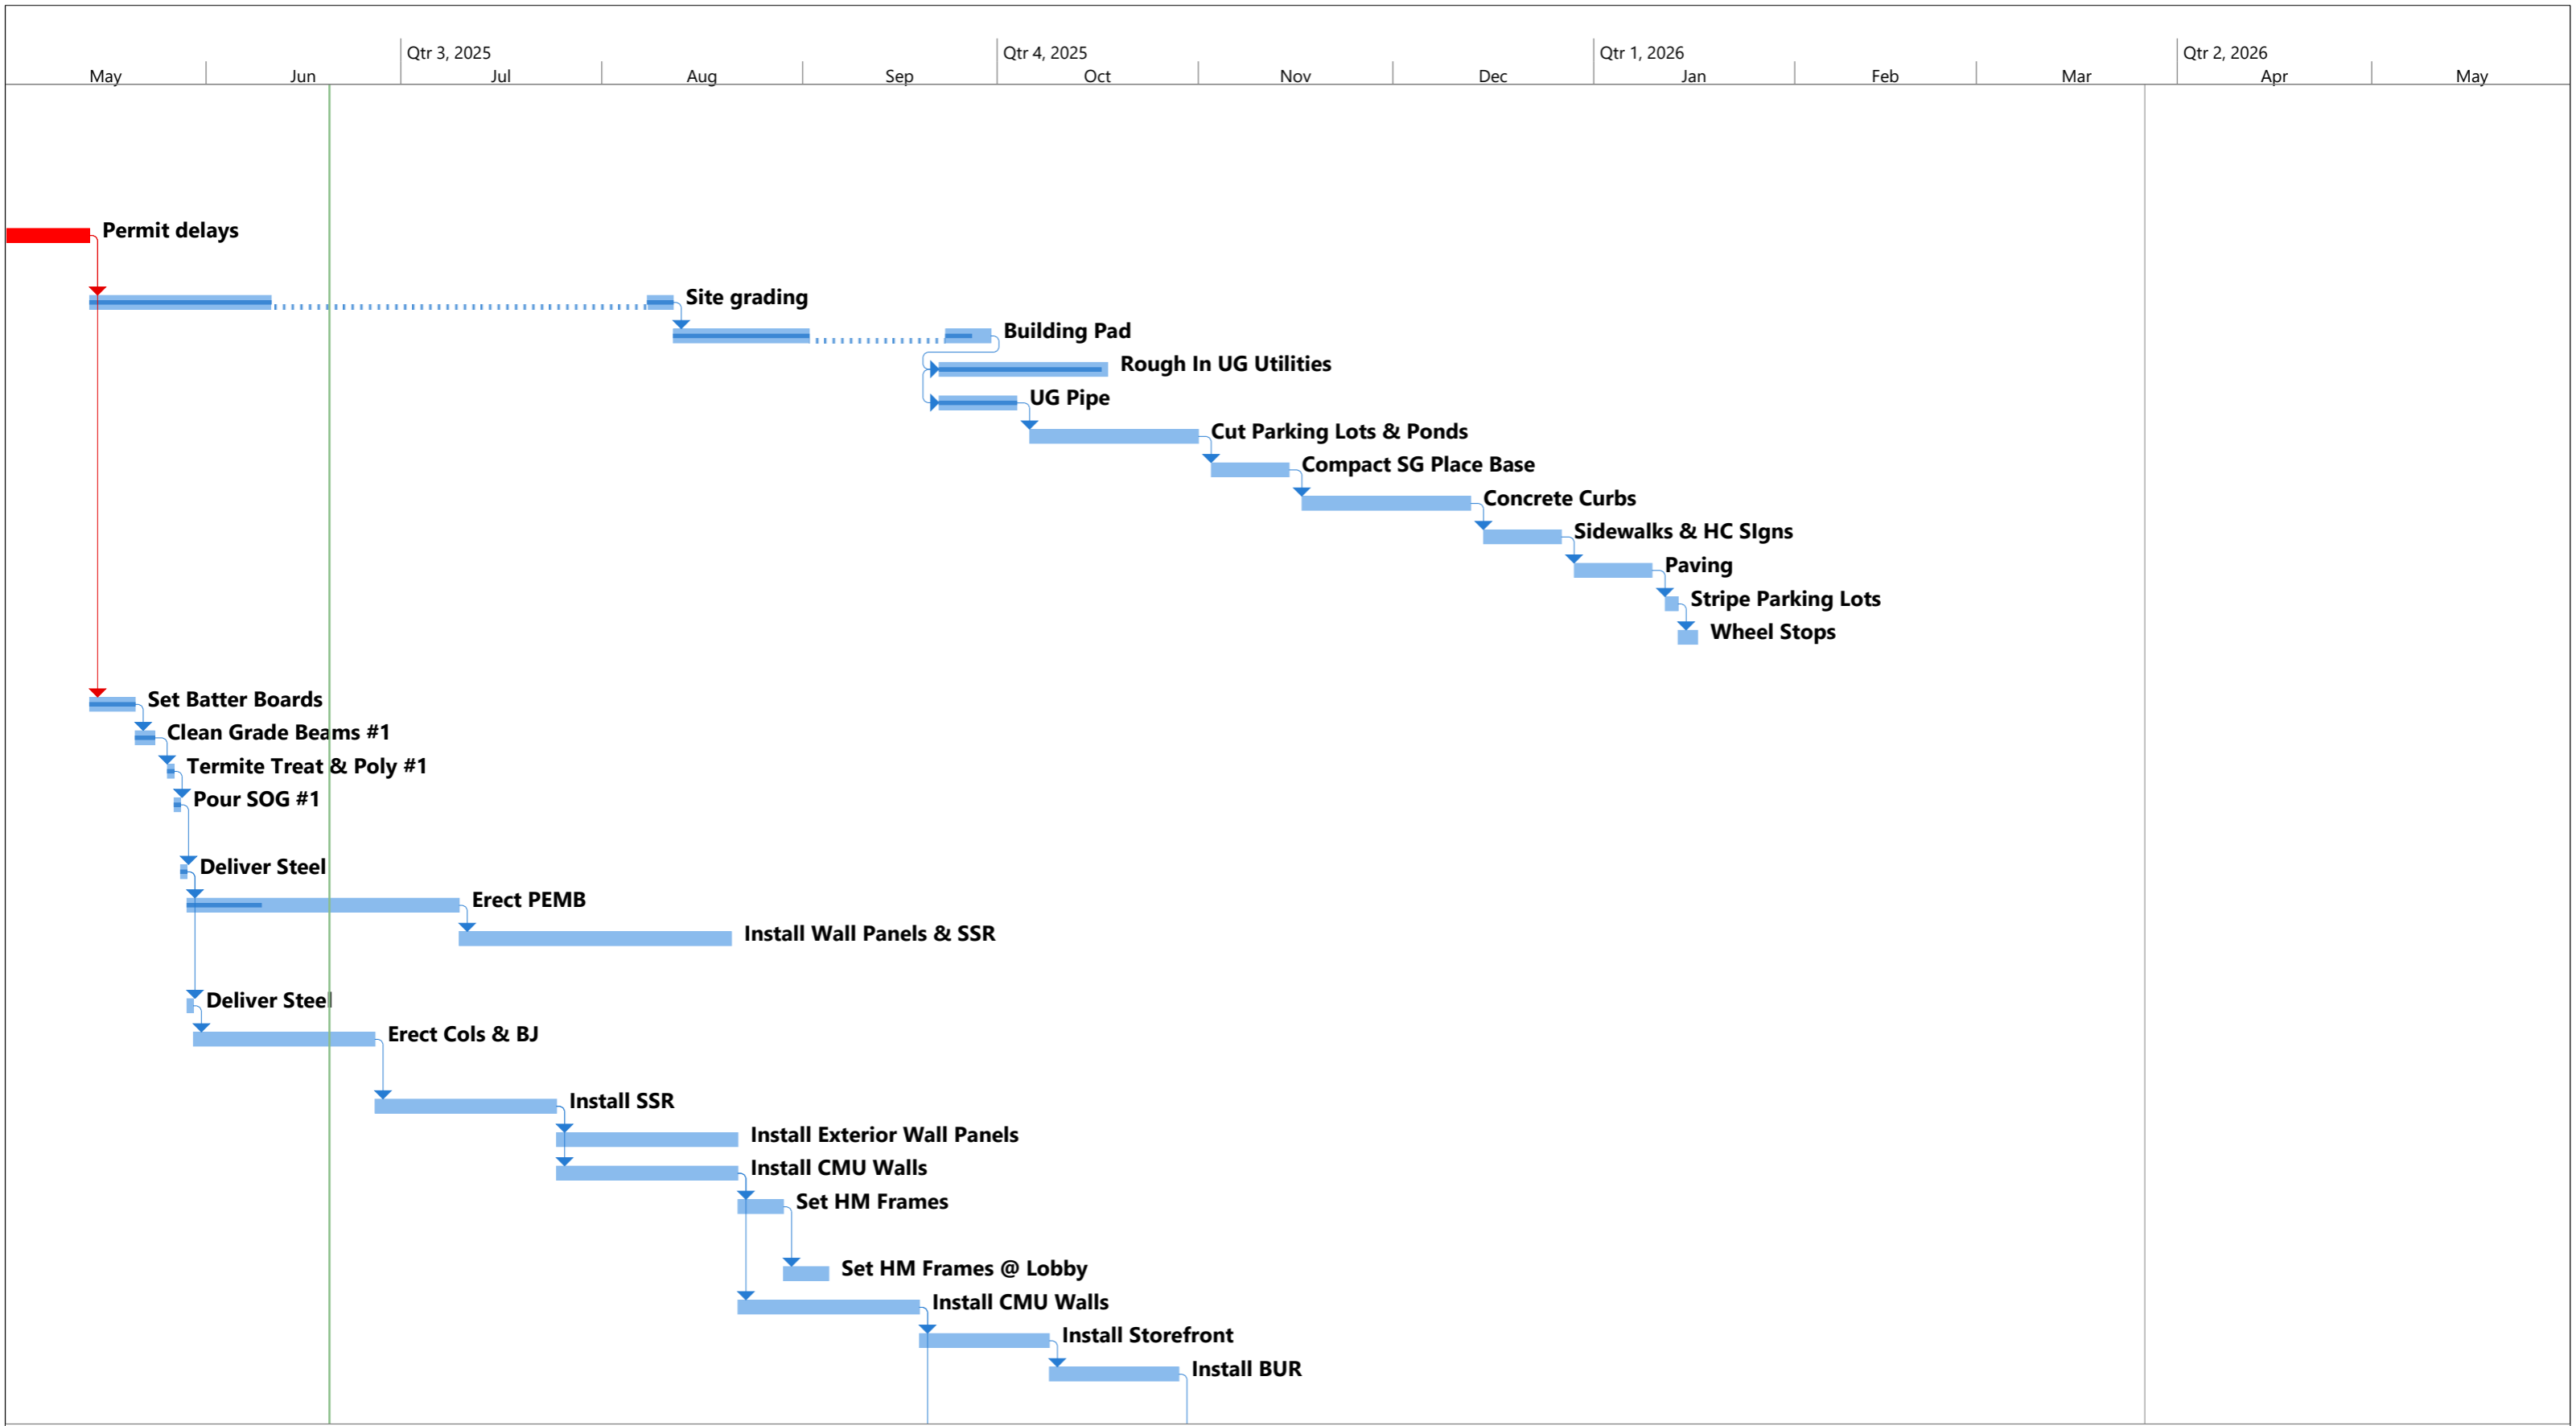 Qtr 3, 2025 Qtr 4, 2025 Qtr 1, 2026 Qtr 2, 2026
May Jun Jul Aug Sep Oct Nov Dec Jan Feb Mar Apr May
Permit delays
Site grading
Building Pad
Rough In UG Utilities
UG Pipe
Cut Parking Lots & Ponds
Compact SG Place Base
Concrete Curbs
Sidewalks & HC SIgns
Paving
Stripe Parking Lots
Wheel Stops
Set Batter Boards
Clean Grade Beams #1
Termite Treat & Poly #1
Pour SOG #1
Deliver Steel
Erect PEMB
Install Wall Panels & SSR
Deliver Steel
Erect Cols & BJ
Install SSR
Install Exterior Wall Panels
Install CMU Walls
Set HM Frames
Set HM Frames @ Lobby
Install CMU Walls
Install Storefront
Install BUR